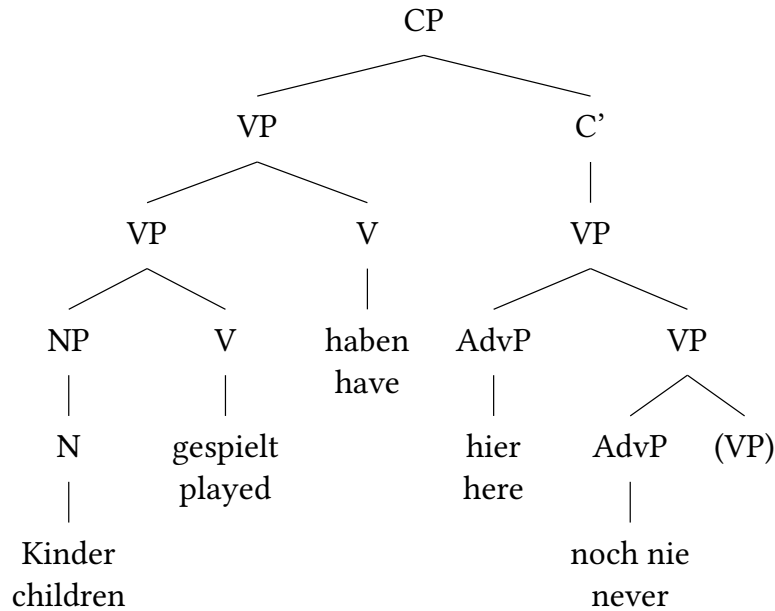 CP
VP C’
VP V VP
NP V haben AdvP VP
have
N gespielt hier AdvP (VP)
played here
Kinder noch nie
children never